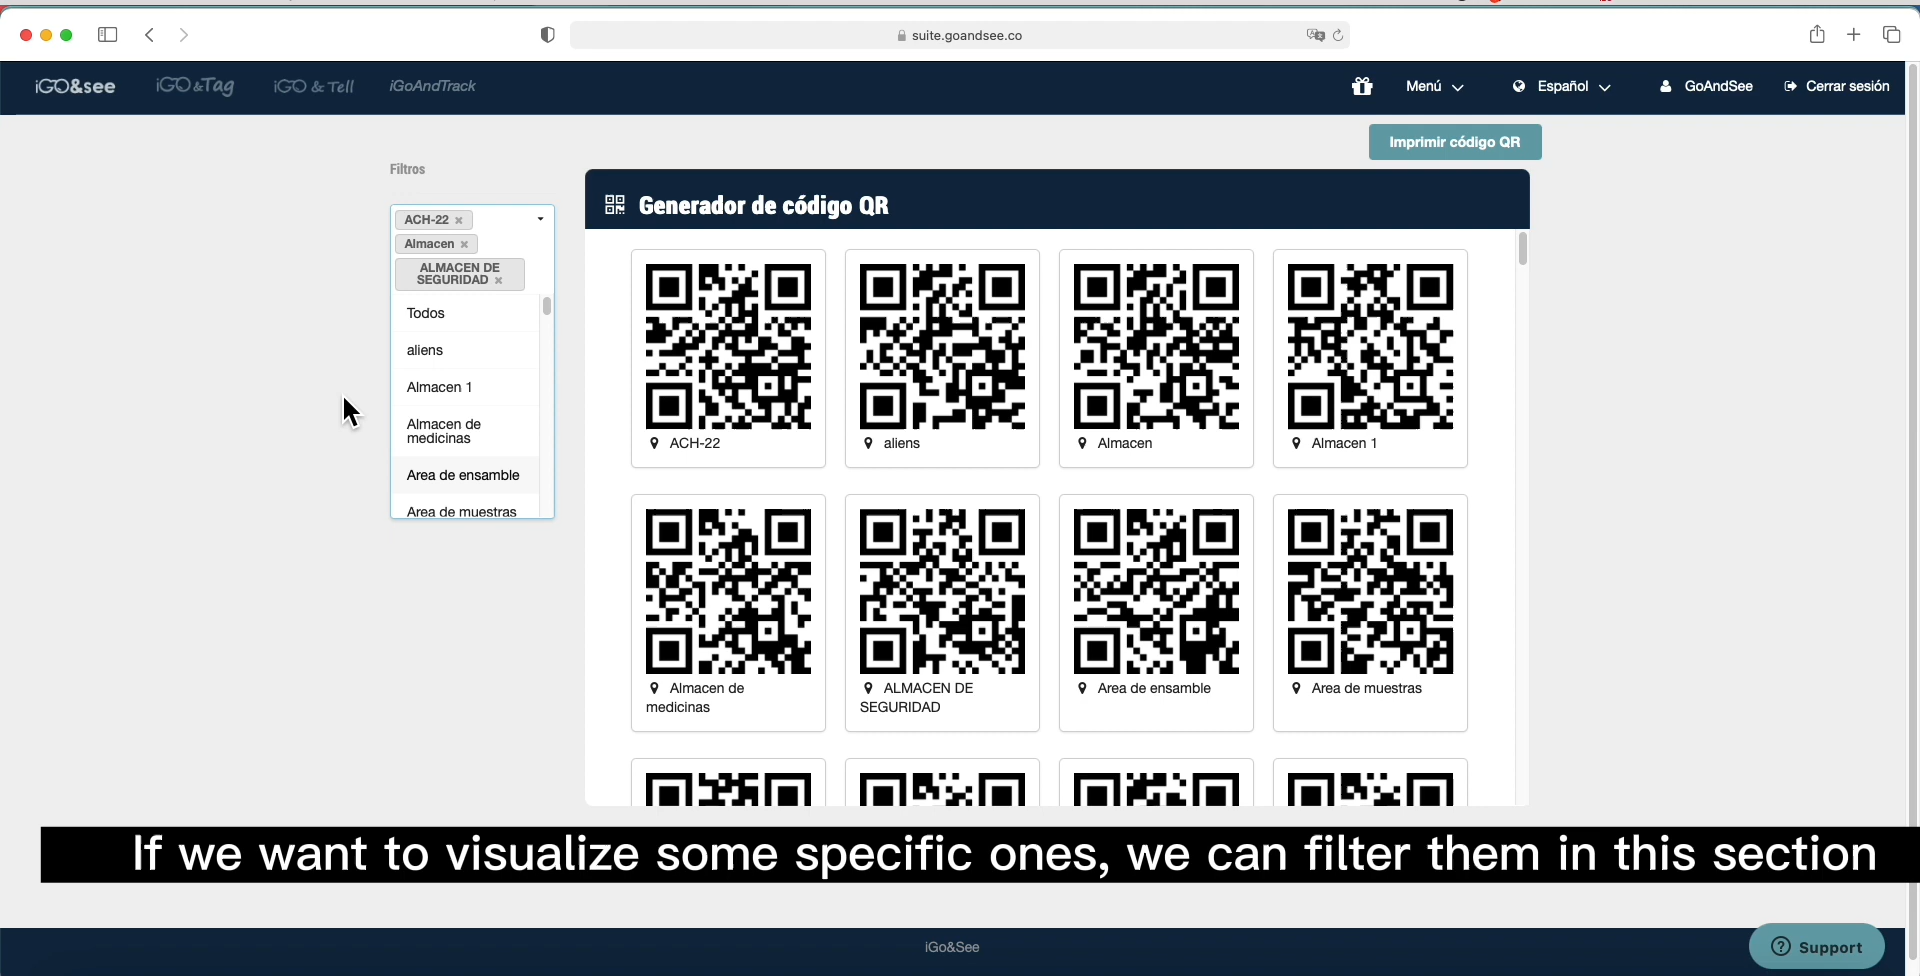 suite.goandsee.co
iGO&see iGO&Tag iGO & Tell iGoAndTrack Menú Español GoAndSee Cerrar sesión
Imprimir código QR
Filtros
Generador de código QR
ACH-22
Almacen
ALMACEN DE
SEGURIDAD
Todos
aliens
Almacen 1
Almacen de
medicinas
Area de ensamble
Area de muestras
ACH-22
aliens
Almacen
Almacen 1
Almacen de
medicinas
ALMACEN DE
SEGURIDAD
Area de ensamble
Area de muestras
If we want to visualize some specific ones, we can filter them in this section
iGo&See
Support